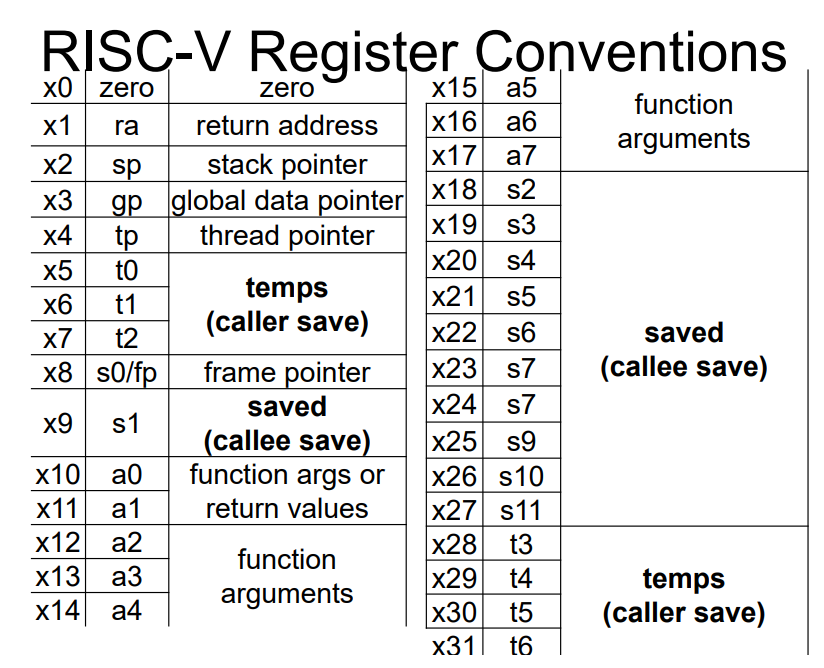 RISC-V Register Conventions
x0 zero zero
x1 ra return address
x2 sp stack pointer
x3 gp global data pointer
x4 tp thread pointer
x5 t0
x6 t1
x7 t2
temps
(caller save)
x8 s0/fp frame pointer
x9 s1
saved
(callee save)
x10 a0
x11 a1
function args or
return values
x12 a2
x13 a3
x14 a4
function
arguments
x15 a5
x16 a6
x17 a7
function
arguments
x18 s2
x19 s3
x20 s4
x21 s5
x22 s6
x23 s7
x24 s7
x25 s9
x26 s10
x27 s11
saved
(callee save)
x28 t3
x29 t4
x30 t5
x31 t6
temps
(caller save)